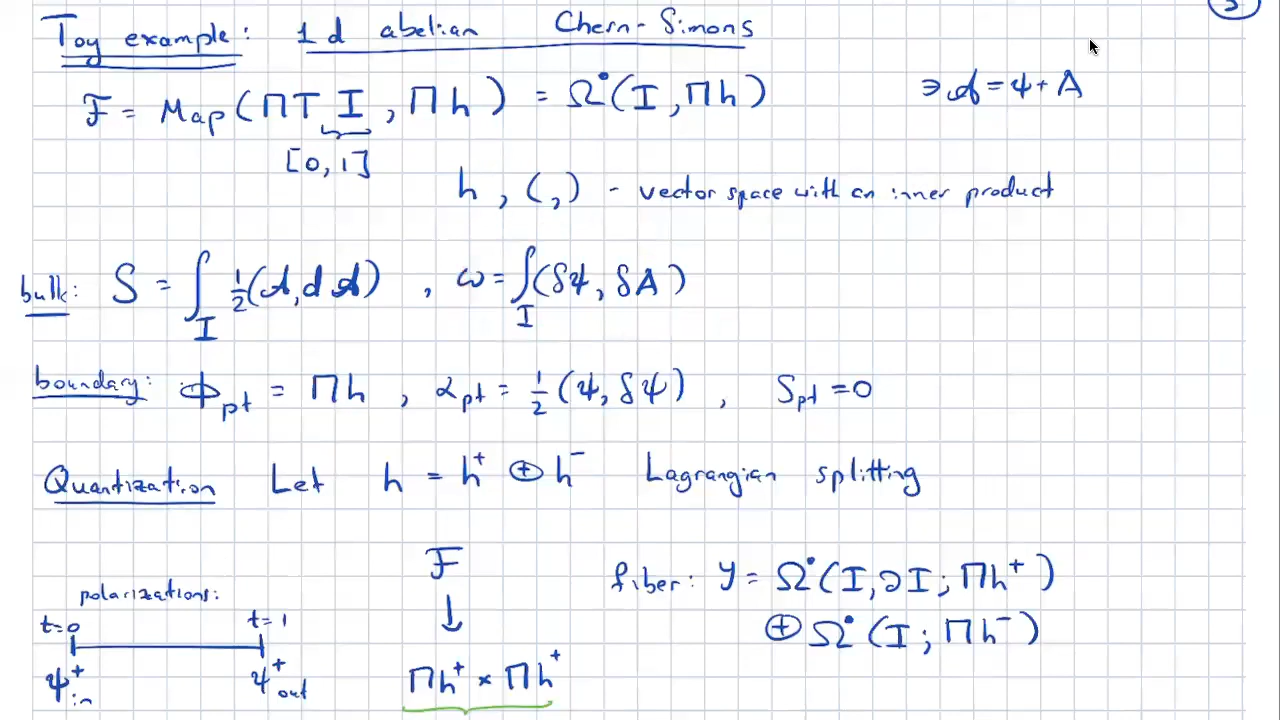 Toy example: 1d abelian Chern-Simons
F = Map(ΠT I, Πh) = Ω•(I, Πh) ∋ 𝒜 = ψ + A
[0,1]
h, (,) - vector space with an inner product
bulk: S = ∫_I ½(𝒜, d𝒜), ω = ∫_I (δψ, δA)
boundary: Φ_pt = Πh, α_pt = ½(ψ, δψ), S_pt = 0
Quantization Let h = h⁺ ⊕ h⁻ Lagrangian splitting
polarizations:
t=0 t=1
ψ⁺_in ψ⁺_out
F
↓
Πh⁺ × Πh⁺
fiber: y = Ω•(I, ∂I; Πh⁺)
⊕ Ω•(I; Πh⁻)